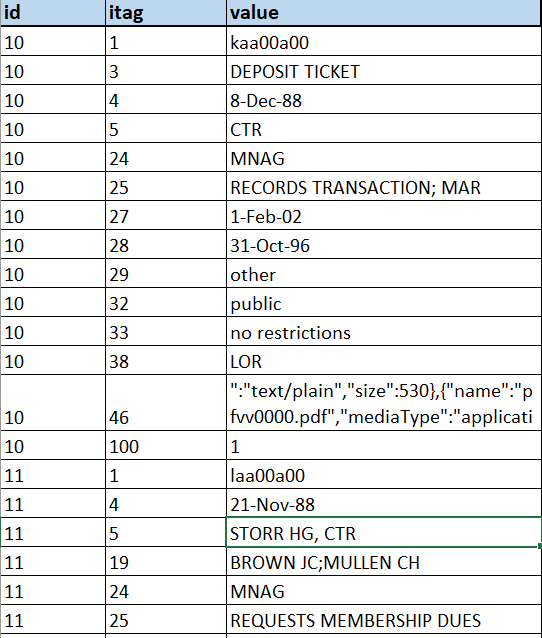 id itag value
10 1 kaa00a00
10 3 DEPOSIT TICKET
10 4 8-Dec-88
10 5 CTR
10 24 MNAG
10 25 RECORDS TRANSACTION; MAR
10 27 1-Feb-02
10 28 31-Oct-96
10 29 other
10 32 public
10 33 no restrictions
10 38 LOR
":"text/plain","size":530},{"name":"p
10 46 fvv0000.pdf","mediaType":"applicati
10 100 1
11 1 laa00a00
11 4 21-Nov-88
11 5 STORR HG, CTR
11 19 BROWN JC;MULLEN CH
11 24 MNAG
11 25 REQUESTS MEMBERSHIP DUES